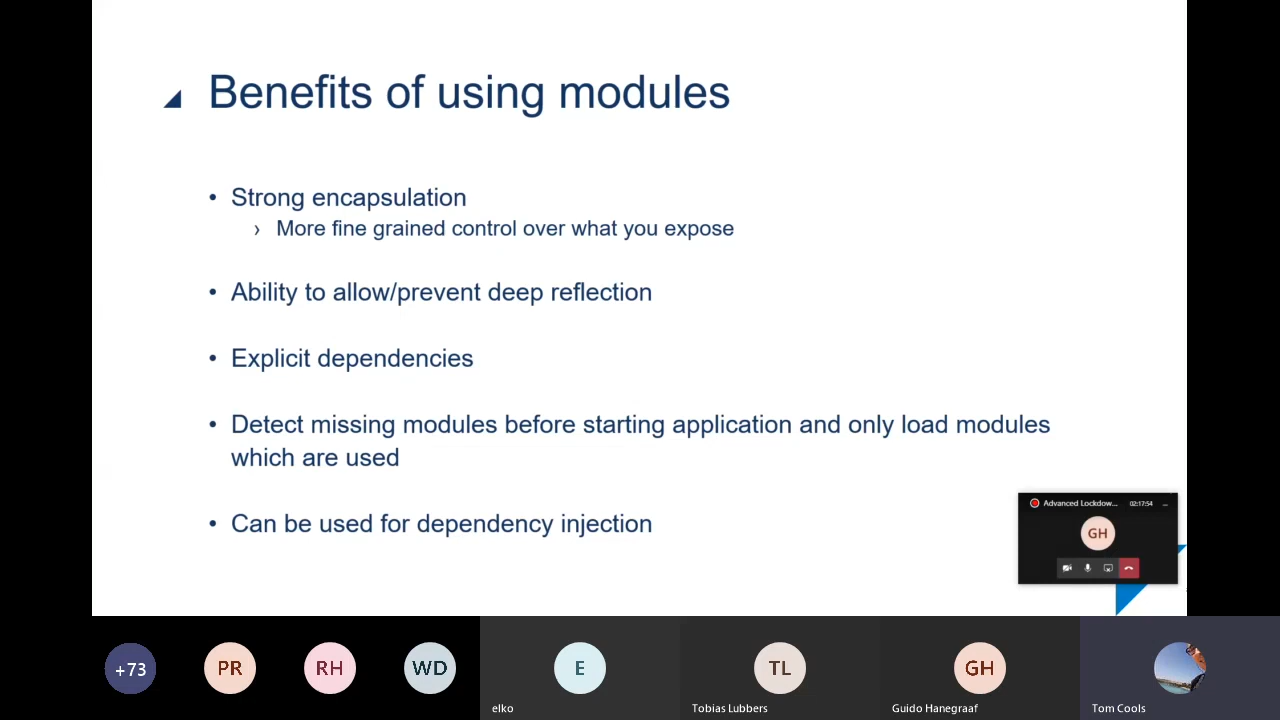 Benefits of using modules
• Strong encapsulation
› More fine grained control over what you expose
• Ability to allow/prevent deep reflection
• Explicit dependencies
• Detect missing modules before starting application and only load modules
which are used
• Can be used for dependency injection
Advanced Lockdow... 02:17:54 ...
GH
+73
PR
RH
WD
E
elko
TL
Tobias Lubbers
GH
Guido Hanegraaf
Tom Cools